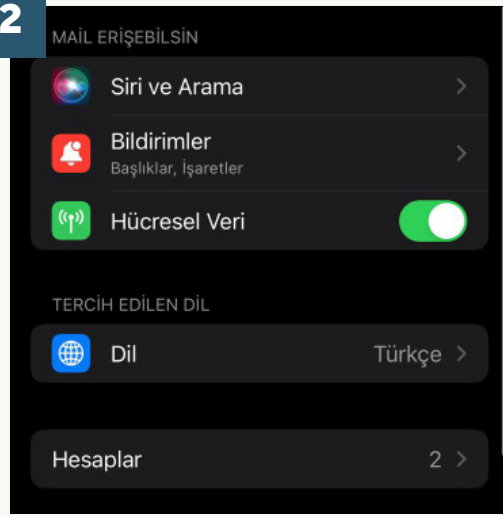 2
MAİL ERİŞEBİLSİN
Siri ve Arama
Bildirimler
Başlıklar, İşaretler
Hücresel Veri
TERCİH EDİLEN DİL
Dil Türkçe
Hesaplar 2